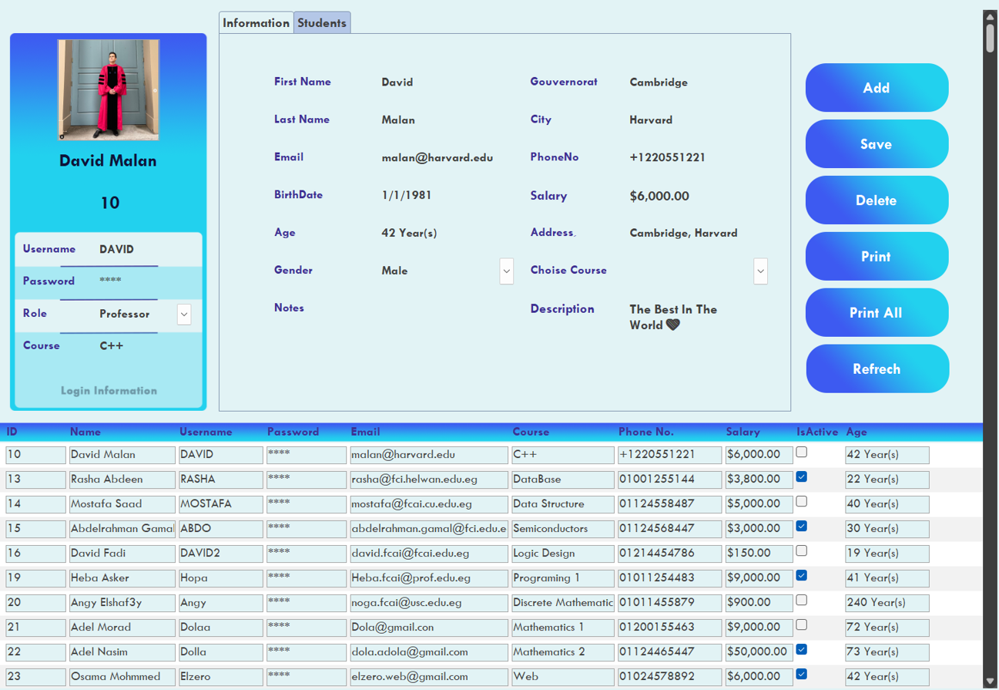 Information Students
David Malan
10
Username DAVID
Password ****
Role Professor
Course C++
Login Information
First Name David Gouvernorat Cambridge
Last Name Malan City Harvard
Email malan@harvard.edu PhoneNo +1220551221
BirthDate 1/1/1981 Salary $6,000.00
Age 42 Year(s) Address Cambridge, Harvard
Gender Male Choise Course
Notes Description The Best In The
World 🖤
Add
Save
Delete
Print
Print All
Refrech
ID Name Username Password Email Course Phone No. Salary IsActive Age
10 David Malan DAVID **** malan@harvard.edu C++ +1220551221 $6,000.00 42 Year(s)
13 Rasha Abdeen RASHA **** rasha@fci.helwan.edu.eg DataBase 01001255144 $3,800.00 22 Year(s)
14 Mostafa Saad MOSTAFA **** mostafa@fcai.cu.edu.eg Data Structure 01124558487 $5,000.00 40 Year(s)
15 Abdelrahman Gamal ABDO **** abdelrahman.gamal@fci.edu.e Semiconductors 01124568447 $3,000.00 30 Year(s)
16 David Fadi DAVID2 **** david.fcai@fcai.edu.eg Logic Design 01214454786 $150.00 19 Year(s)
19 Heba Asker Hopa **** Heba.fcai@prof.edu.eg Programing 1 01011254483 $9,000.00 41 Year(s)
20 Angy Elshaf3y Angy **** noga.fcai@usc.edu.eg Discrete Mathematic 01011455879 $900.00 240 Year(s)
21 Adel Morad Dolaa **** Dola@gmail.con Mathematics 1 01200155463 $9,000.00 72 Year(s)
22 Adel Nasim Dolla **** dola.adola@gmail.com Mathematics 2 01124465447 $50,000.00 73 Year(s)
23 Osama Mohmmed Elzero **** elzero.web@gmail.com Web 01024578892 $6,000.00 42 Year(s)